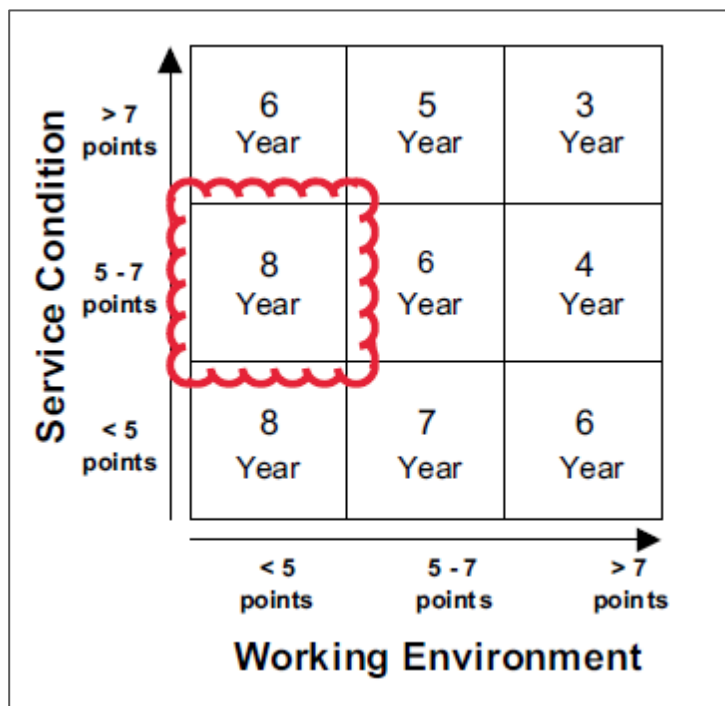 Service Condition
> 7
points
6
Year
5
Year
3
Year
5 - 7
points
8
Year
6
Year
4
Year
< 5
points
8
Year
7
Year
6
Year
< 5
points
5 - 7
points
> 7
points
Working Environment